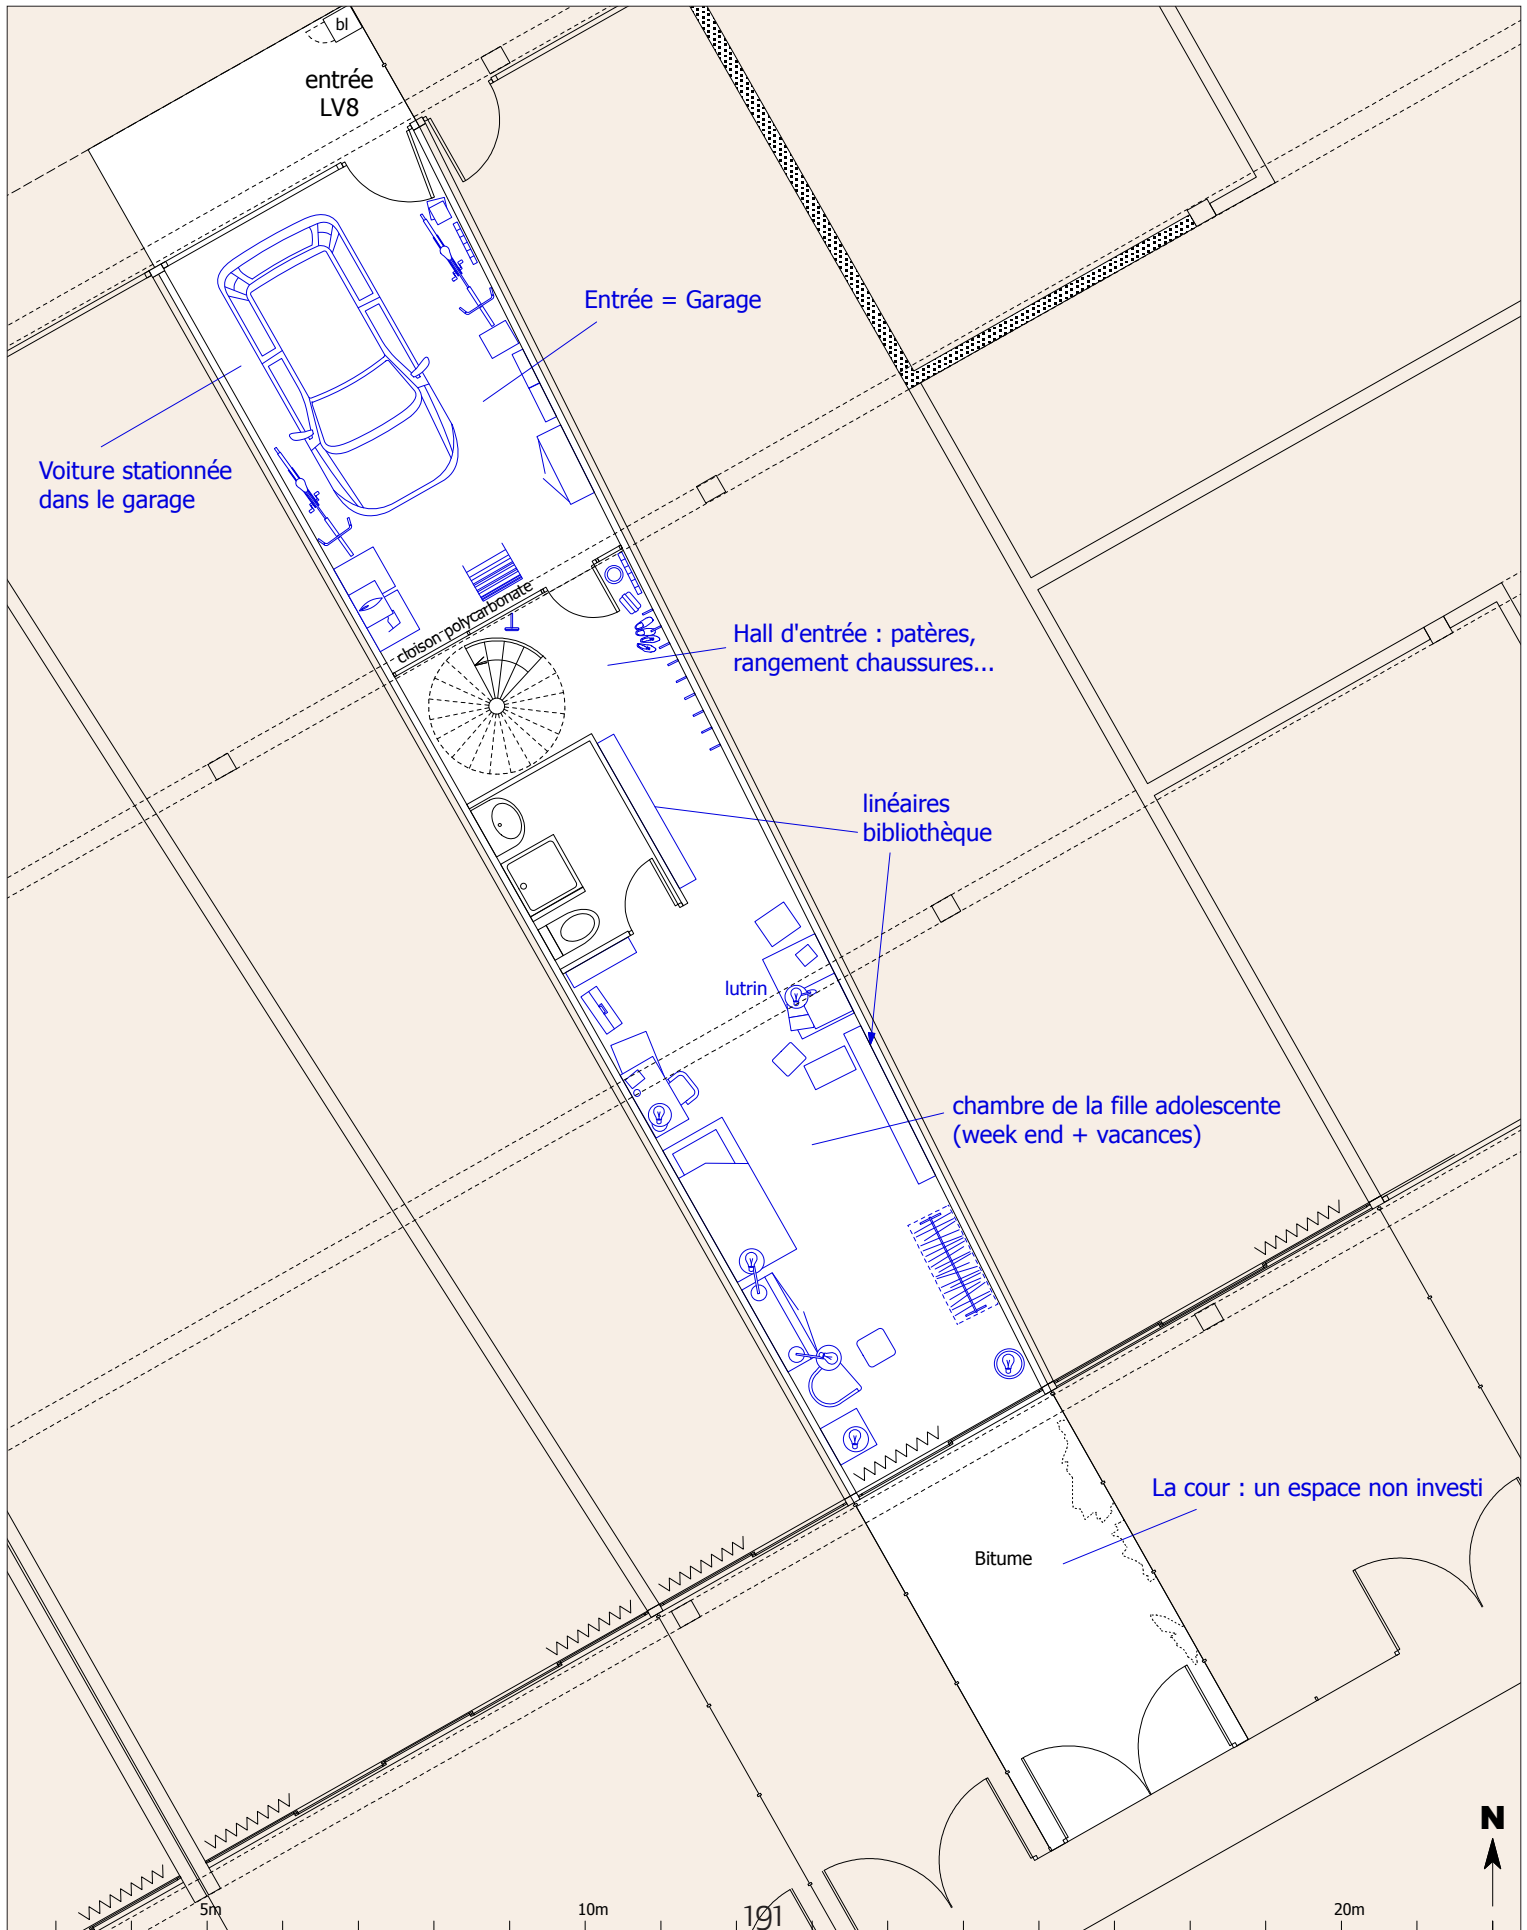 bl
entrée
LV8
Entrée = Garage
Voiture stationnée
dans le garage
cloison polycarbonate
1
Hall d'entrée : patères,
rangement chaussures...
linéaires
bibliothèque
lutrin
chambre de la fille adolescente
(week end + vacances)
La cour : un espace non investi
Bitume
N
5m
10m
191
20m